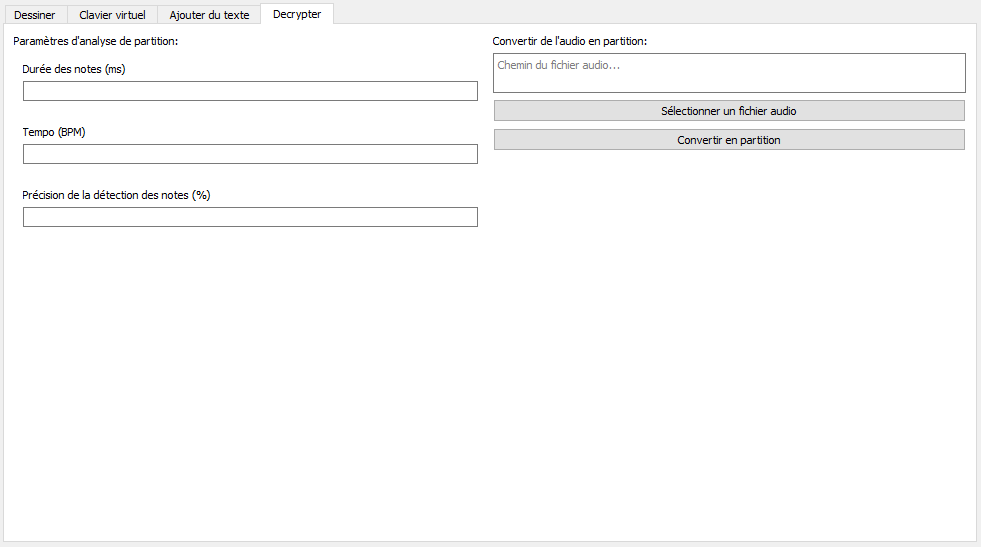 Dessiner
Clavier virtuel
Ajouter du texte
Decrypter
Paramètres d'analyse de partition:
Durée des notes (ms)
Tempo (BPM)
Précision de la détection des notes (%)
Convertir de l'audio en partition:
Chemin du fichier audio...
Sélectionner un fichier audio
Convertir en partition